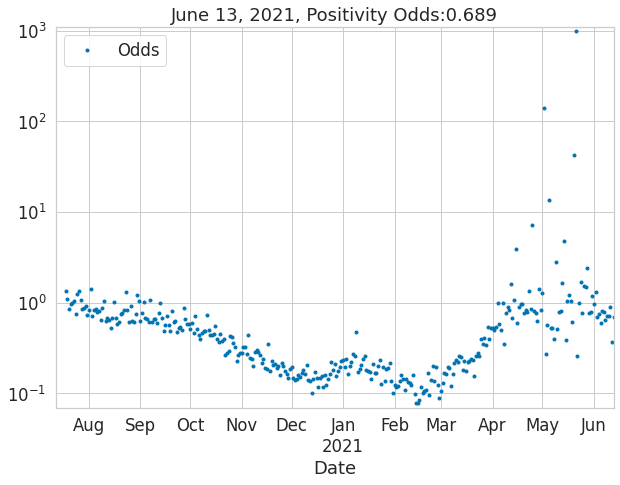 June 13, 2021, Positivity Odds:0.689
Odds
10³
10²
10¹
10⁰
10⁻¹
Aug Sep Oct Nov Dec Jan Feb Mar Apr May Jun
2021
Date